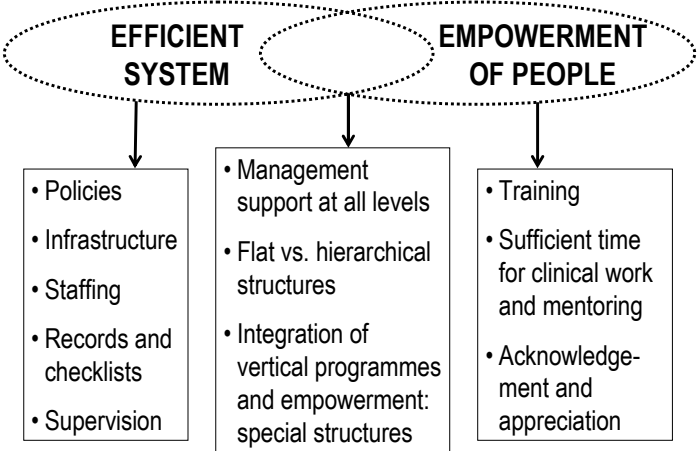 EFFICIENT
SYSTEM
EMPOWERMENT
OF PEOPLE
• Policies
• Infrastructure
• Staffing
• Records and
checklists
• Supervision
• Management
support at all levels
• Flat vs. hierarchical
structures
• Integration of
vertical programmes
and empowerment:
special structures
• Training
• Sufficient time
for clinical work
and mentoring
• Acknowledge-
ment and
appreciation